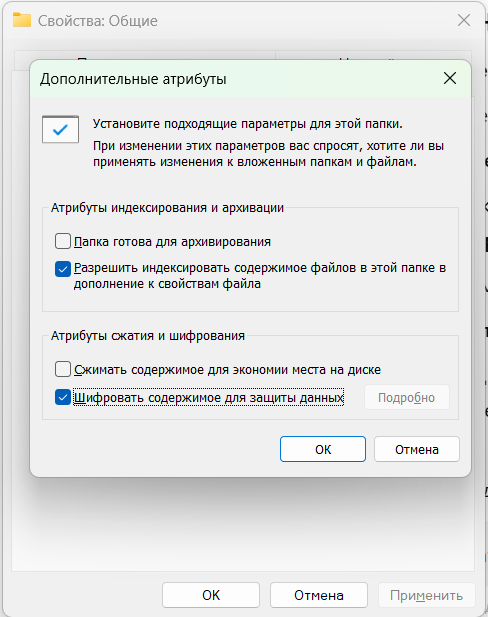 Свойства: Общие
Дополнительные атрибуты
Установите подходящие параметры для этой папки.
При изменении этих параметров вас спросят, хотите ли вы
применять изменения к вложенным папкам и файлам.
Атрибуты индексирования и архивации
Папка готова для архивирования
Разрешить индексировать содержимое файлов в этой папке в
дополнение к свойствам файла
Атрибуты сжатия и шифрования
Сжимать содержимое для экономии места на диске
Шифровать содержимое для защиты данных
Подробно
ОК
Отмена
ОК
Отмена
Применить